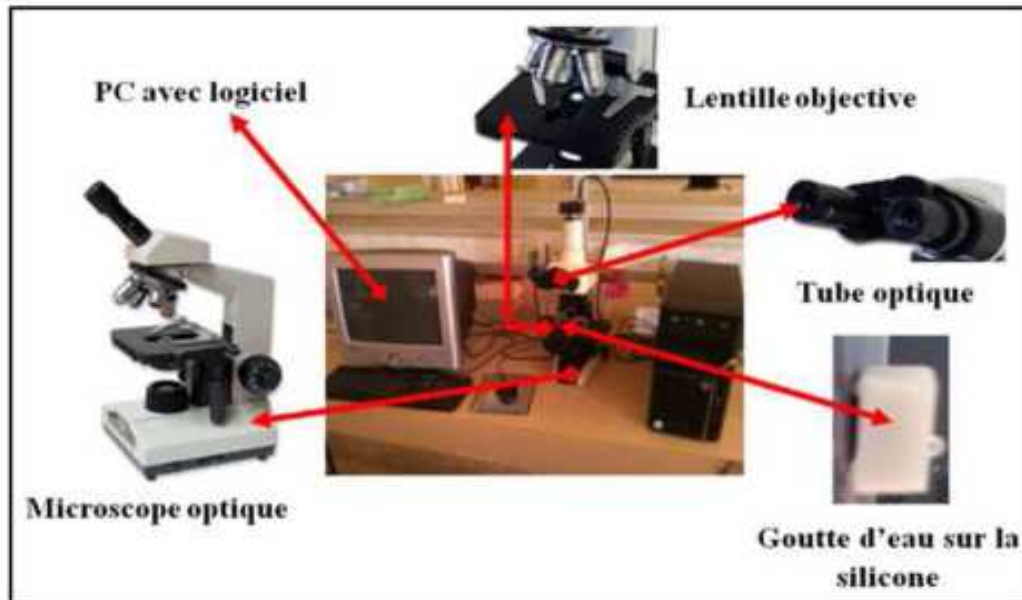 PC avec logiciel
Lentille objective
Tube optique
Microscope optique
Goutte d'eau sur la
silicone